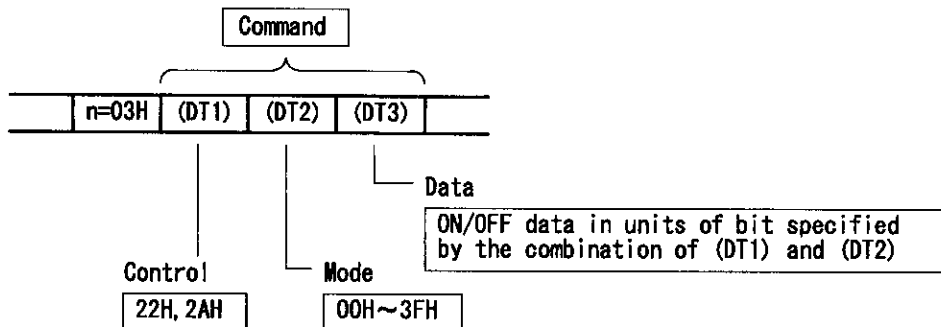 Command
n=03H (DT1) (DT2) (DT3)
Data
ON/OFF data in units of bit specified
by the combination of (DT1) and (DT2)
Control Mode
22H, 2AH 00H~3FH